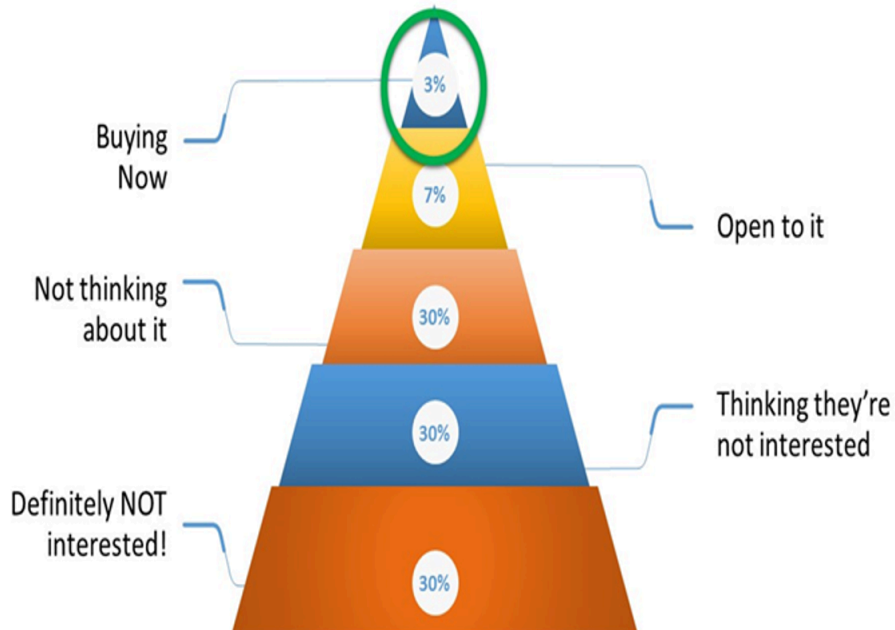 3%
Buying
Now
7%
Open to it
Not thinking
about it
30%
30%
Thinking they’re
not interested
Definitely NOT
interested!
30%